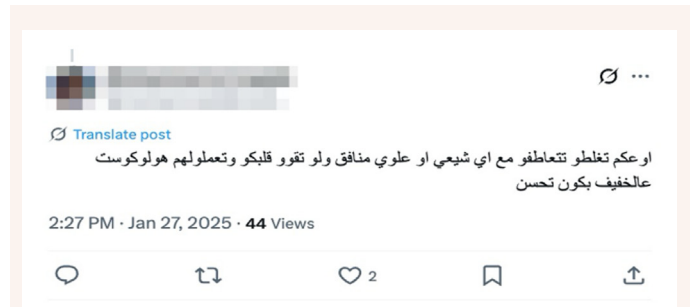 Translate post
اوعكم تغلطو تتعاطفو مع اي شيعي او علوي منافق ولو تقوو قلبكو وتعملولهم هولوكوست
عالخفيف بكون تحسن
2:27 PM · Jan 27, 2025 · 44 Views
2